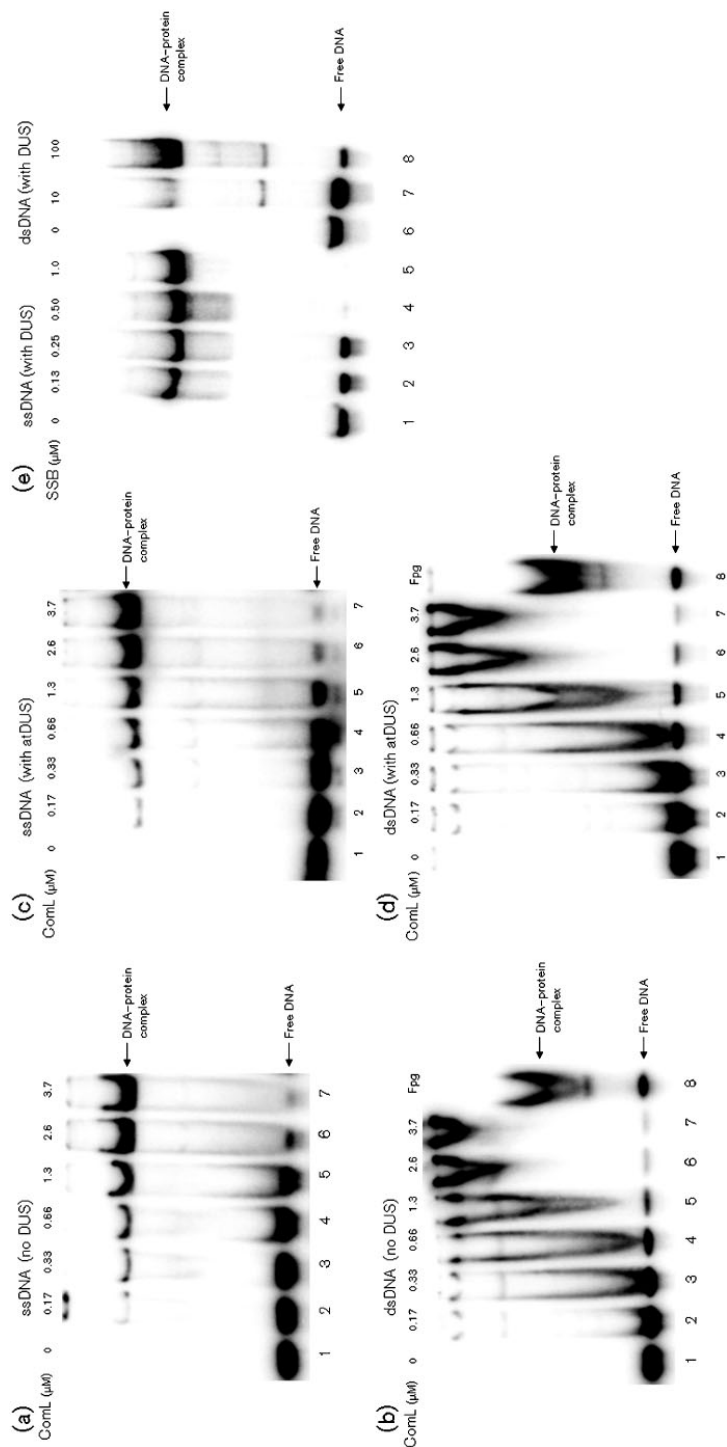 (a)
ssDNA (no DUS)
ComL (µM) 0 0.17 0.33 0.66 1.3 2.6 3.7
DNA-protein
complex
Free DNA
1 2 3 4 5 6 7
(b)
dsDNA (no DUS)
ComL (µM) 0 0.17 0.33 0.66 1.3 2.6 3.7 Fpg
DNA-protein
complex
Free DNA
1 2 3 4 5 6 7 8
(c)
ssDNA (with atDUS)
ComL (µM) 0 0.17 0.33 0.66 1.3 2.6 3.7
DNA-protein
complex
Free DNA
1 2 3 4 5 6 7
(d)
dsDNA (with atDUS)
ComL (µM) 0 0.17 0.33 0.66 1.3 2.6 3.7 Fpg
DNA-protein
complex
Free DNA
1 2 3 4 5 6 7 8
(e)
ssDNA (with DUS) dsDNA (with DUS)
SSB (µM) 0 0.13 0.25 0.50 1.0 0 10 100
DNA-protein
complex
Free DNA
1 2 3 4 5 6 7 8